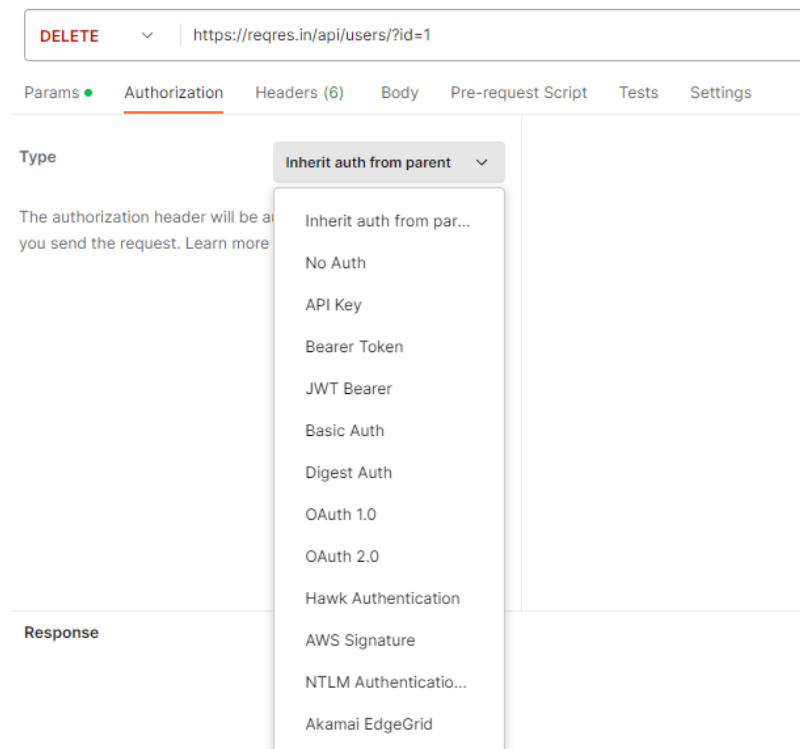 DELETE https://reqres.in/api/users/?id=1
Params Authorization Headers (6) Body Pre-request Script Tests Settings
Type Inherit auth from parent
The authorization header will be
you send the request. Learn more
Inherit auth from par...
No Auth
API Key
Bearer Token
JWT Bearer
Basic Auth
Digest Auth
OAuth 1.0
OAuth 2.0
Hawk Authentication
AWS Signature
NTLM Authenticatio...
Akamai EdgeGrid
Response